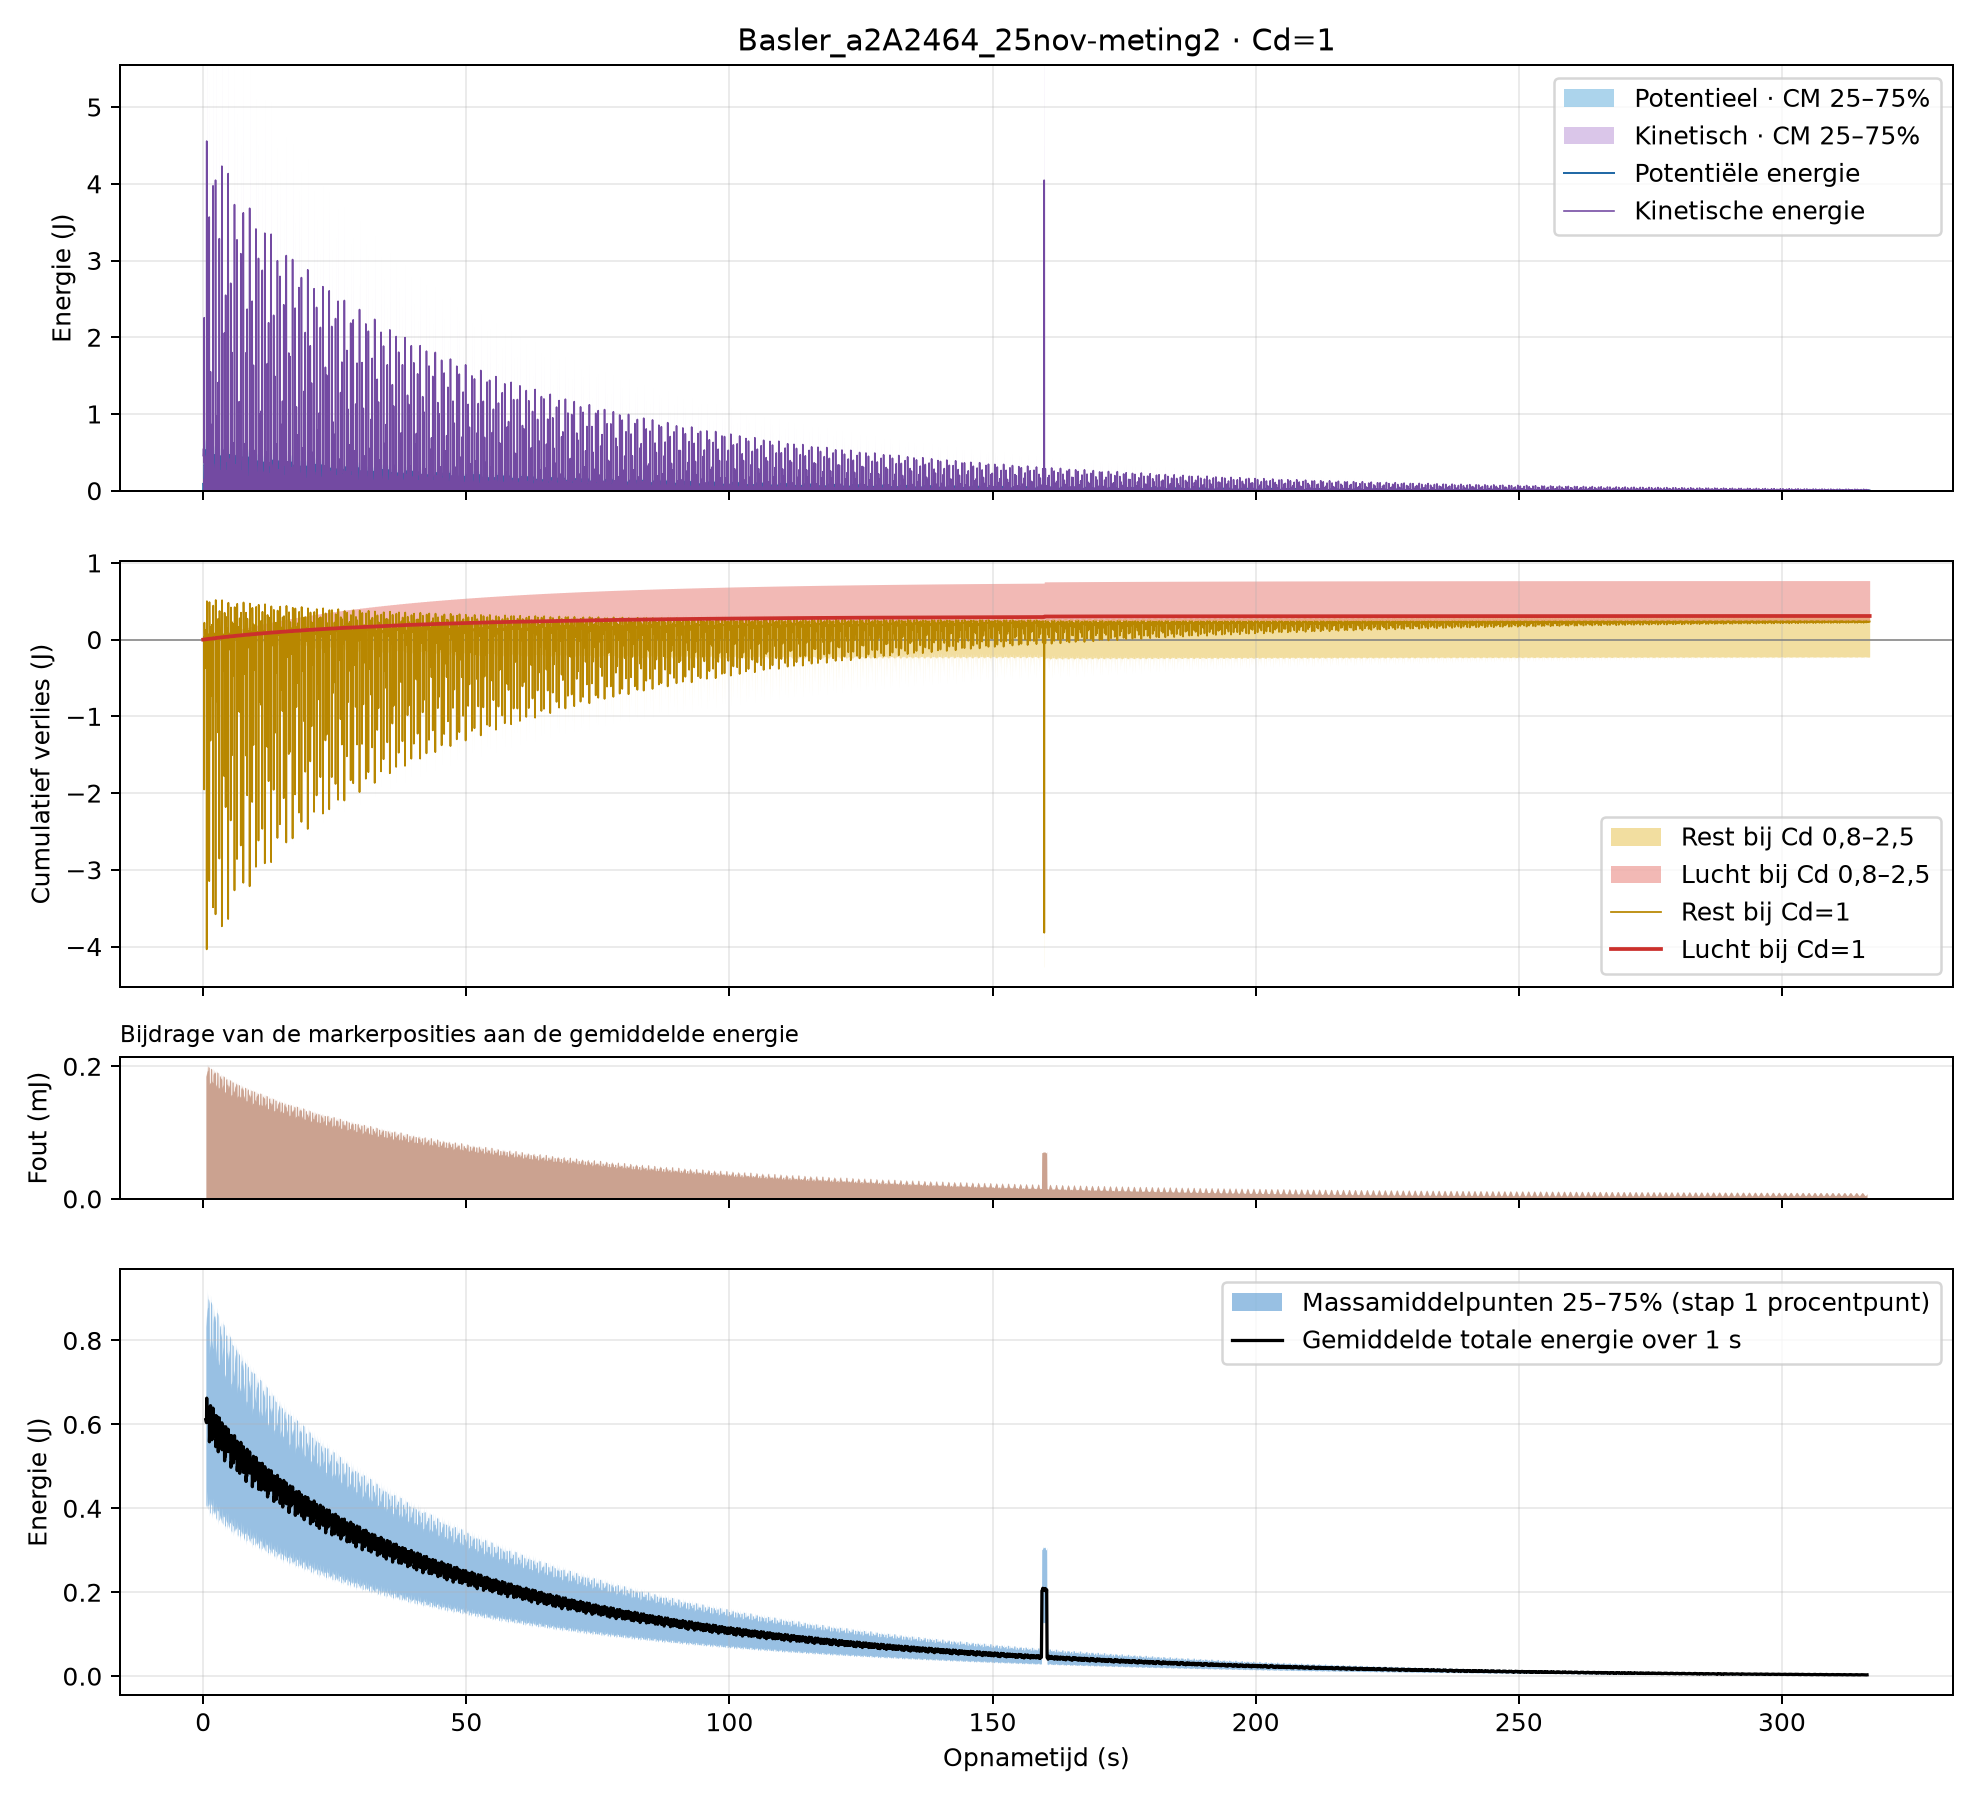 Basler_a2A2464_25nov-meting2 · Cd=1
Energie (J)
5
4
3
2
1
0
Potentieel · CM 25–75%
Kinetisch · CM 25–75%
Potentiële energie
Kinetische energie
Cumulatief verlies (J)
1
0
−1
−2
−3
−4
Rest bij Cd 0,8–2,5
Lucht bij Cd 0,8–2,5
Rest bij Cd=1
Lucht bij Cd=1
Bijdrage van de markerposities aan de gemiddelde energie
Fout (mJ)
0.2
0.0
Energie (J)
0.8
0.6
0.4
0.2
0.0
Massamiddelpunten 25–75% (stap 1 procentpunt)
Gemiddelde totale energie over 1 s
0 50 100 150 200 250 300
Opnametijd (s)